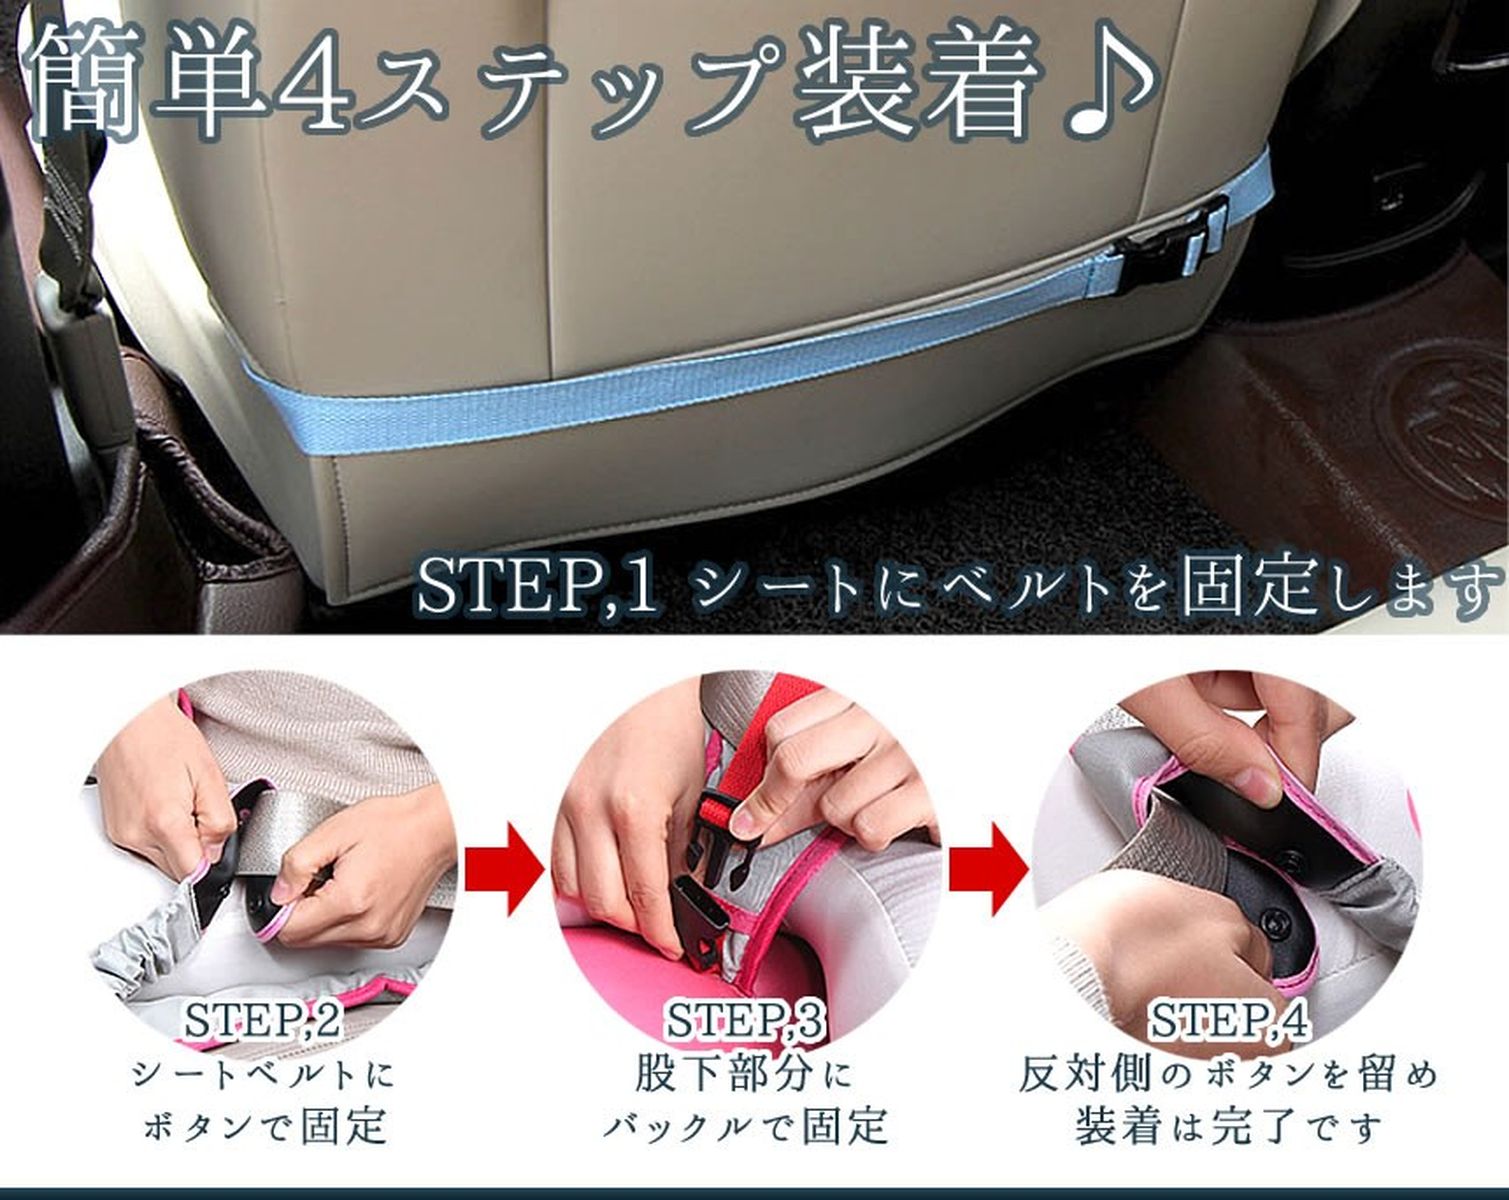 簡単4ステップ装着♪
STEP,1 シートにベルトを固定します
STEP,2
シートベルトに
ボタンで固定
STEP,3
股下部分に
バックルで固定
STEP,4
反対側のボタンを留め
装着は完了です